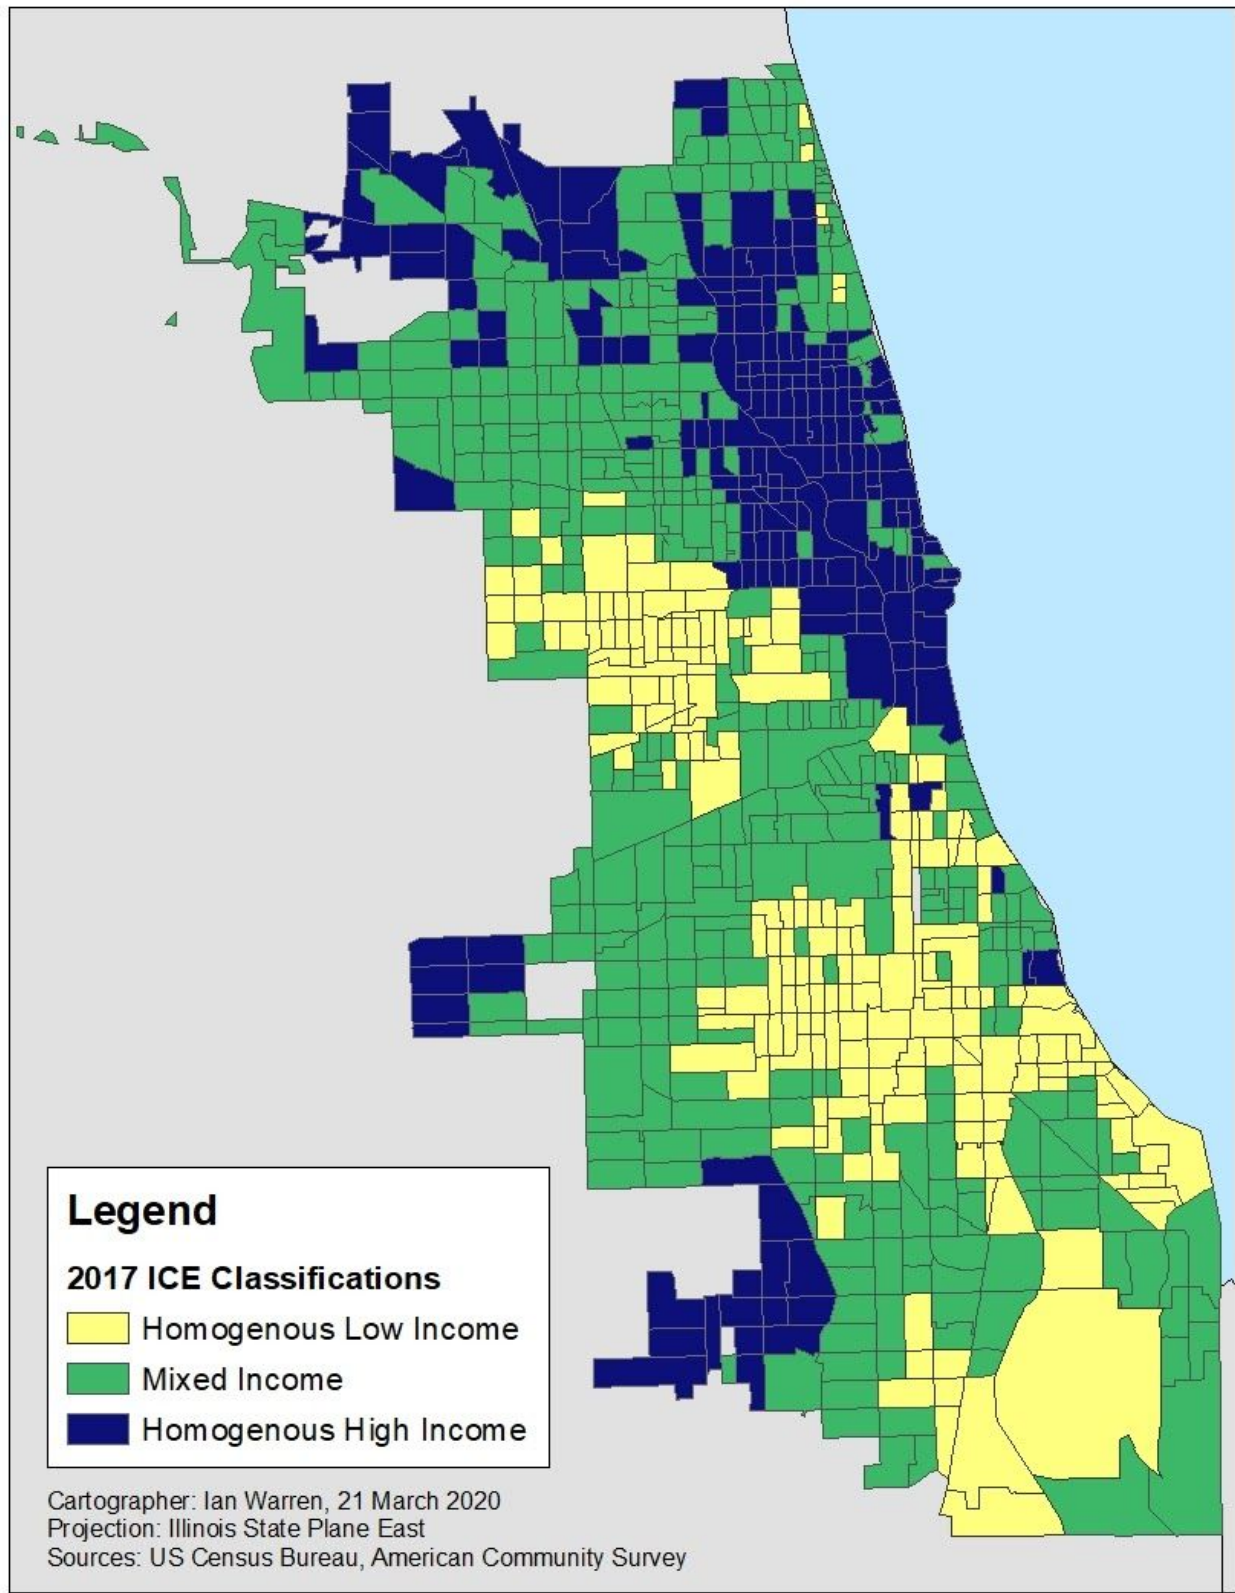 Legend
2017 ICE Classifications
Homogenous Low Income
Mixed Income
Homogenous High Income
Cartographer: Ian Warren, 21 March 2020
Projection: Illinois State Plane East
Sources: US Census Bureau, American Community Survey